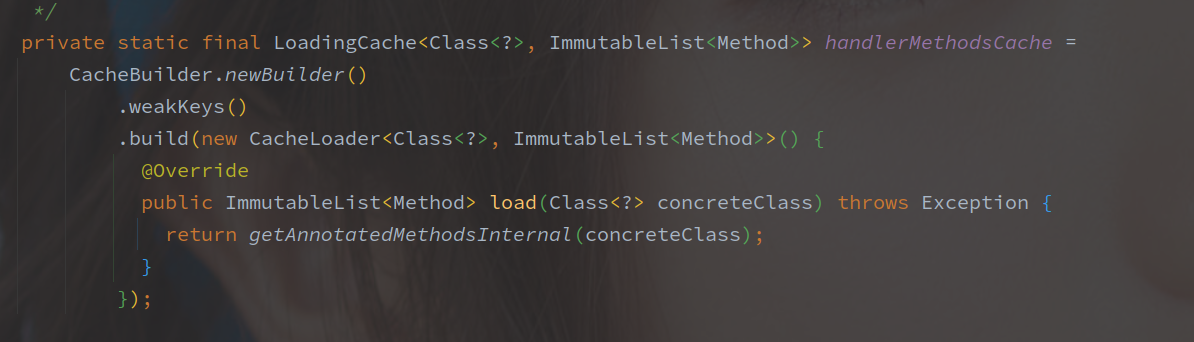 */
private static final LoadingCache<Class<?>, ImmutableList<Method>> handlerMethodsCache =
CacheBuilder.newBuilder()
.weakKeys()
.build(new CacheLoader<Class<?>, ImmutableList<Method>>() {
@Override
public ImmutableList<Method> load(Class<?> concreteClass) throws Exception {
return getAnnotatedMethodsInternal(concreteClass);
}
});